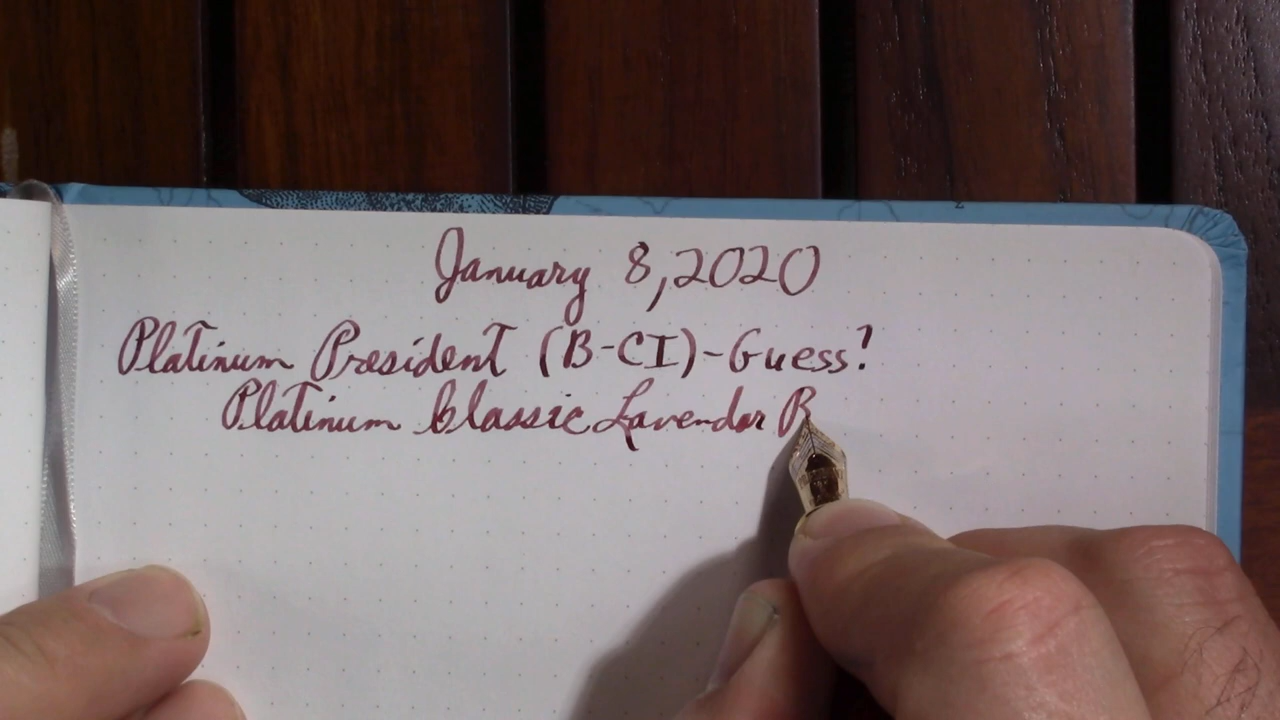 January 8, 2020
Platinum President (B-CI)-Guess?
Platinum Classic Lavender B